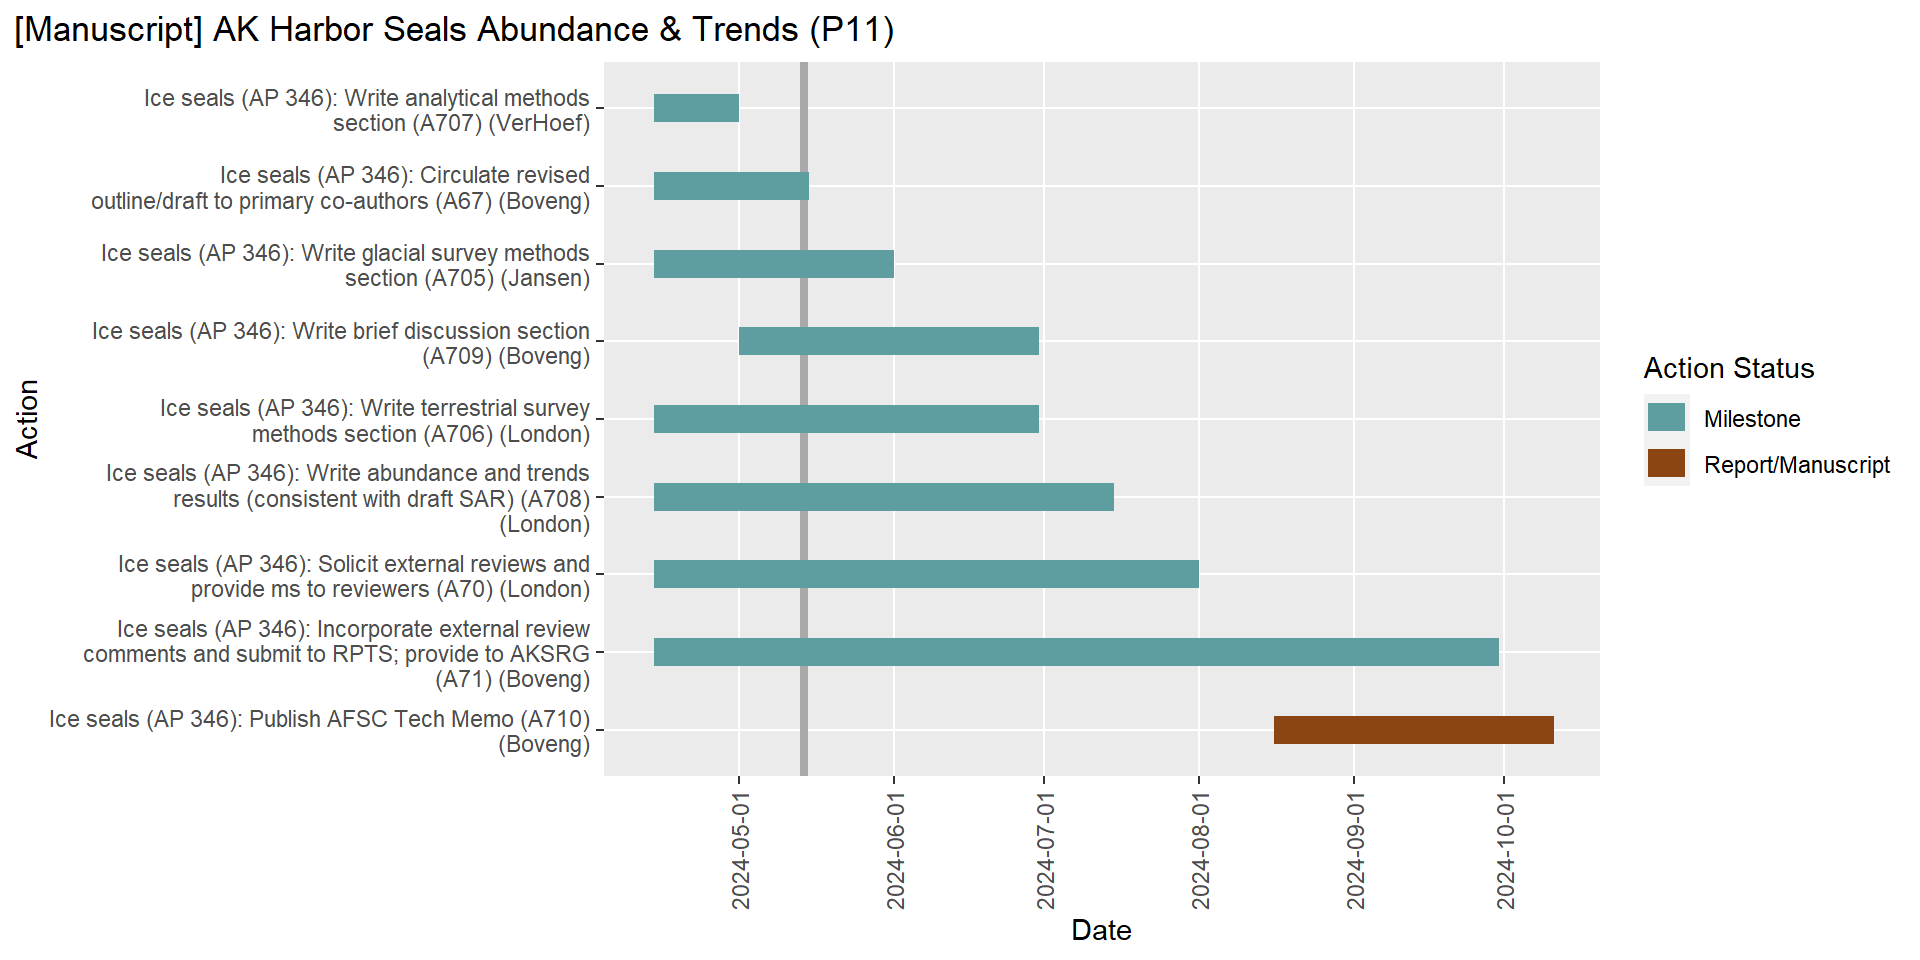 [Manuscript] AK Harbor Seals Abundance & Trends (P11)
Ice seals (AP 346): Write analytical methods
section (A707) (VerHoef)
Ice seals (AP 346): Circulate revised
outline/draft to primary co-authors (A67) (Boveng)
Ice seals (AP 346): Write glacial survey methods
section (A705) (Jansen)
Ice seals (AP 346): Write brief discussion section
(A709) (Boveng)
Ice seals (AP 346): Write terrestrial survey
methods section (A706) (London)
Ice seals (AP 346): Write abundance and trends
results (consistent with draft SAR) (A708)
(London)
Ice seals (AP 346): Solicit external reviews and
provide ms to reviewers (A70) (London)
Ice seals (AP 346): Incorporate external review
comments and submit to RPTS; provide to AKSRG
(A71) (Boveng)
Ice seals (AP 346): Publish AFSC Tech Memo (A710)
(Boveng)
Action
2024-05-01
2024-06-01
2024-07-01
2024-08-01
2024-09-01
2024-10-01
Date
Action Status
Milestone
Report/Manuscript